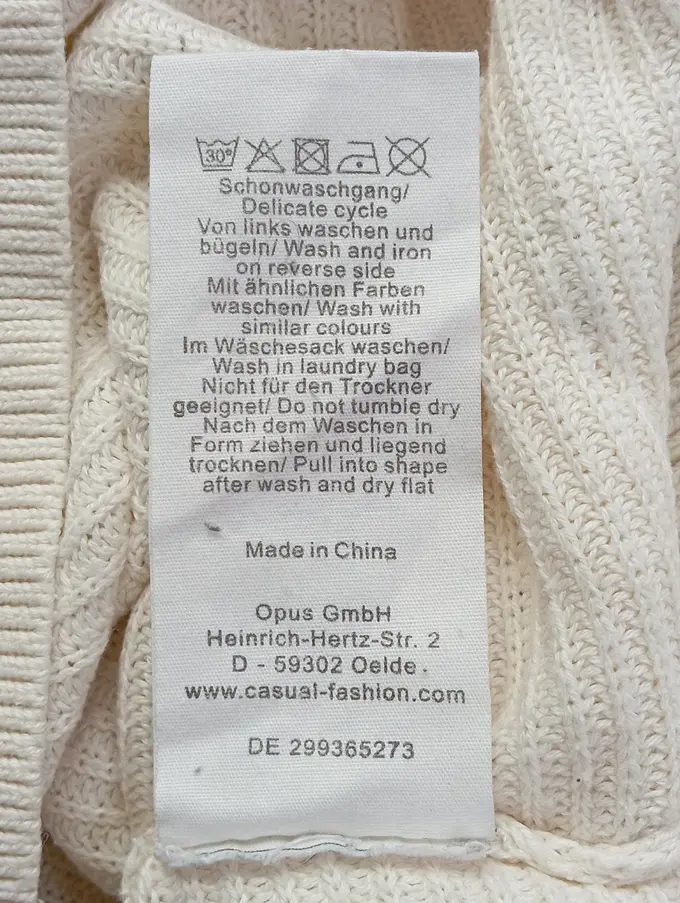 30°
Schonwaschgang/
Delicate cycle
Von links waschen und
bügeln/ Wash and iron
on reverse side
Mit ähnlichen Farben
waschen/ Wash with
similar colours
Im Wäschesack waschen/
Wash in laundry bag
Nicht für den Trockner
geeignet/ Do not tumble dry
Nach dem Waschen in
Form ziehen und liegend
trocknen/ Pull into shape
after wash and dry flat
Made in China
Opus GmbH
Heinrich-Hertz-Str. 2
D - 59302 Oelde
www.casual-fashion.com
DE 299365273